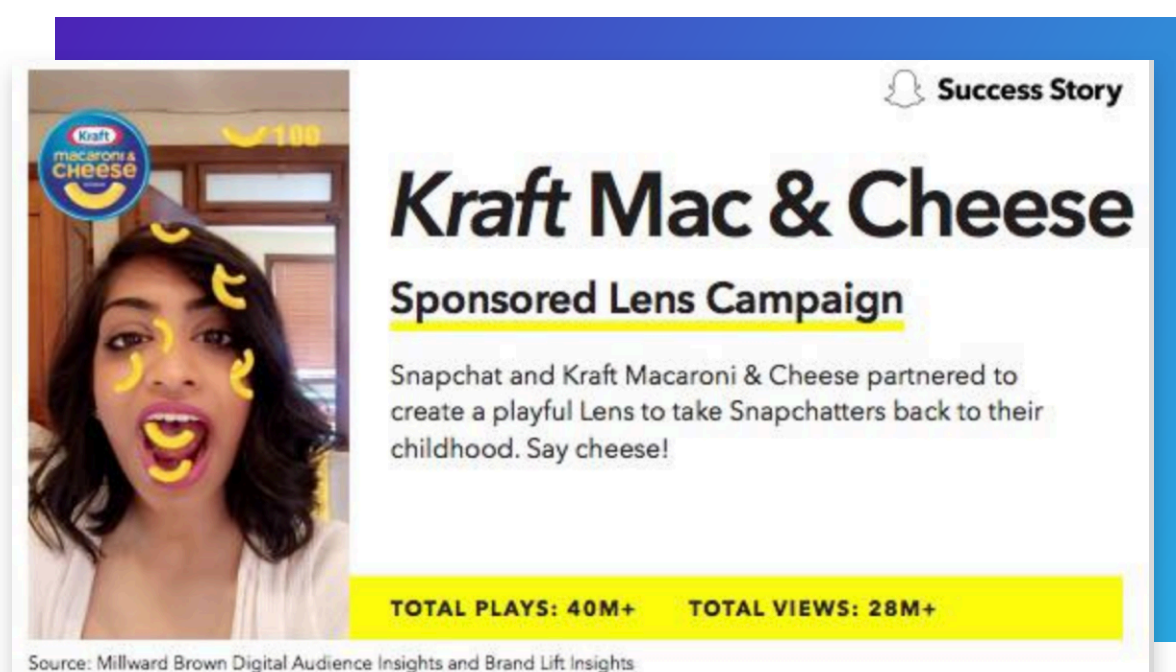 Success Story
Kraft
macaroni &
CHeese
100
Kraft Mac & Cheese
Sponsored Lens Campaign
Snapchat and Kraft Macaroni & Cheese partnered to
create a playful Lens to take Snapchatters back to their
childhood. Say cheese!
TOTAL PLAYS: 40M+ TOTAL VIEWS: 28M+
Source: Millward Brown Digital Audience Insights and Brand Lift Insights